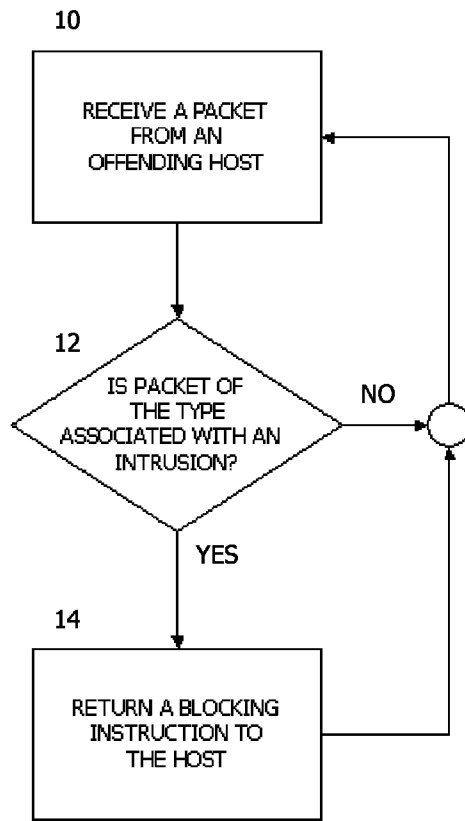 10
RECEIVE A PACKET
FROM AN
OFFENDING HOST
12
IS PACKET OF
THE TYPE
ASSOCIATED WITH AN
INTRUSION?
NO
YES
14
RETURN A BLOCKING
INSTRUCTION TO
THE HOST